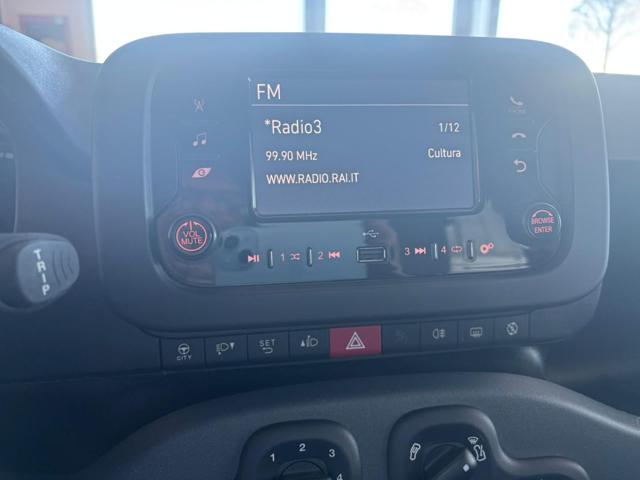 FM
*Radio3 1/12
99.90 MHz Cultura
WWW.RADIO.RAI.IT
VOL
MUTE
BROWSE
ENTER
1 2 3 4
TRIP
CITY
SET
1 2 3 4